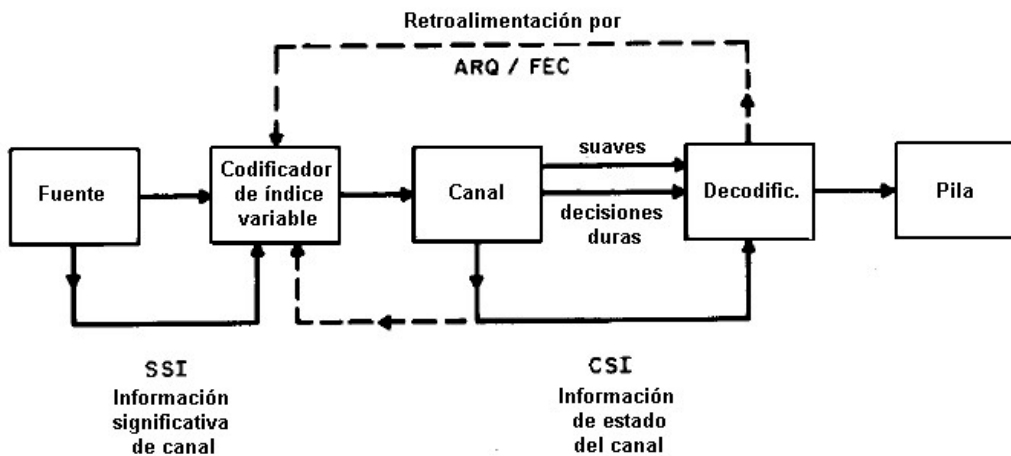 Retroalimentación por
ARQ / FEC
Fuente
Codificador
de índice
variable
Canal
suaves
decisiones
duras
Decodific.
Pila
SSI
Información
significativa
de canal
CSI
Información
de estado
del canal